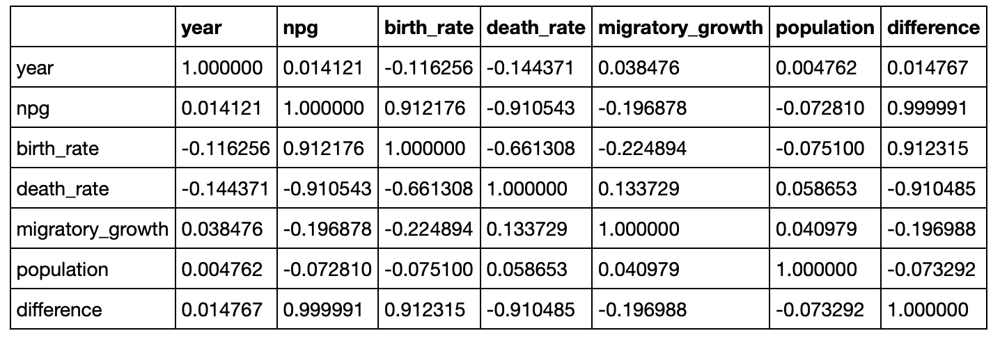 year npg birth_rate death_rate migratory_growth population difference
year 1.000000 0.014121 -0.116256 -0.144371 0.038476 0.004762 0.014767
npg 0.014121 1.000000 0.912176 -0.910543 -0.196878 -0.072810 0.999991
birth_rate -0.116256 0.912176 1.000000 -0.661308 -0.224894 -0.075100 0.912315
death_rate -0.144371 -0.910543 -0.661308 1.000000 0.133729 0.058653 -0.910485
migratory_growth 0.038476 -0.196878 -0.224894 0.133729 1.000000 0.040979 -0.196988
population 0.004762 -0.072810 -0.075100 0.058653 0.040979 1.000000 -0.073292
difference 0.014767 0.999991 0.912315 -0.910485 -0.196988 -0.073292 1.000000